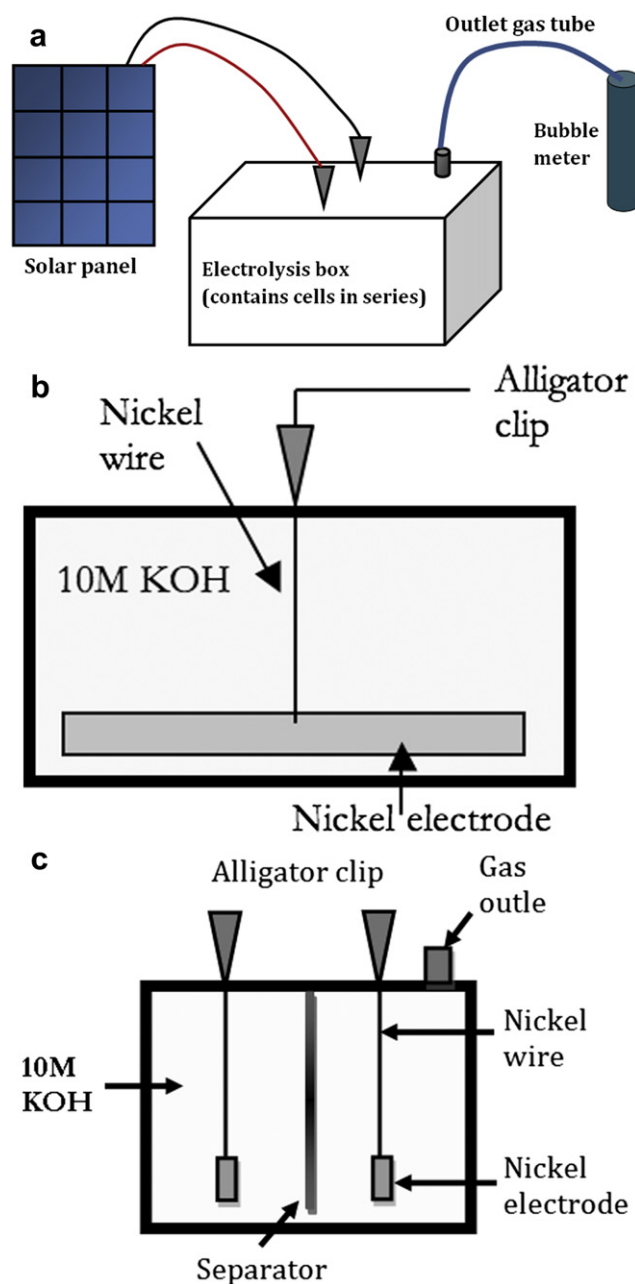 a
Outlet gas tube
Bubble
meter
Solar panel
Electrolysis box
(contains cells in series)
b
Nickel
wire
Alligator
clip
10M KOH
Nickel electrode
c
Alligator clip
Gas
outle
Nickel
wire
10M
KOH
Nickel
electrode
Separator